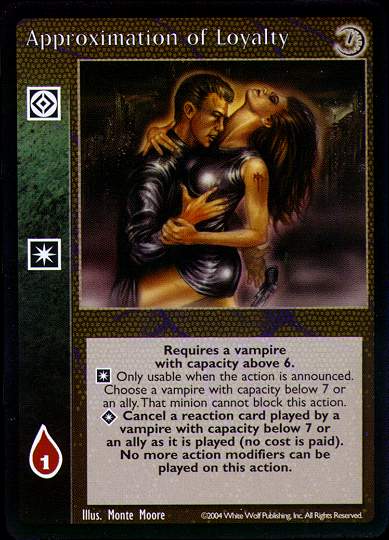 Approximation of Loyalty
Requires a vampire
with capacity above 6.
Only usable when the action is announced.
Choose a vampire with capacity below 7 or
an ally. That minion cannot block this action.
Cancel a reaction card played by a
vampire with capacity below 7 or
an ally as it is played (no cost is paid).
No more action modifiers can be
played on this action.
1
Illus. Monte Moore
©2004 White Wolf Publishing, Inc. All Rights Reserved.